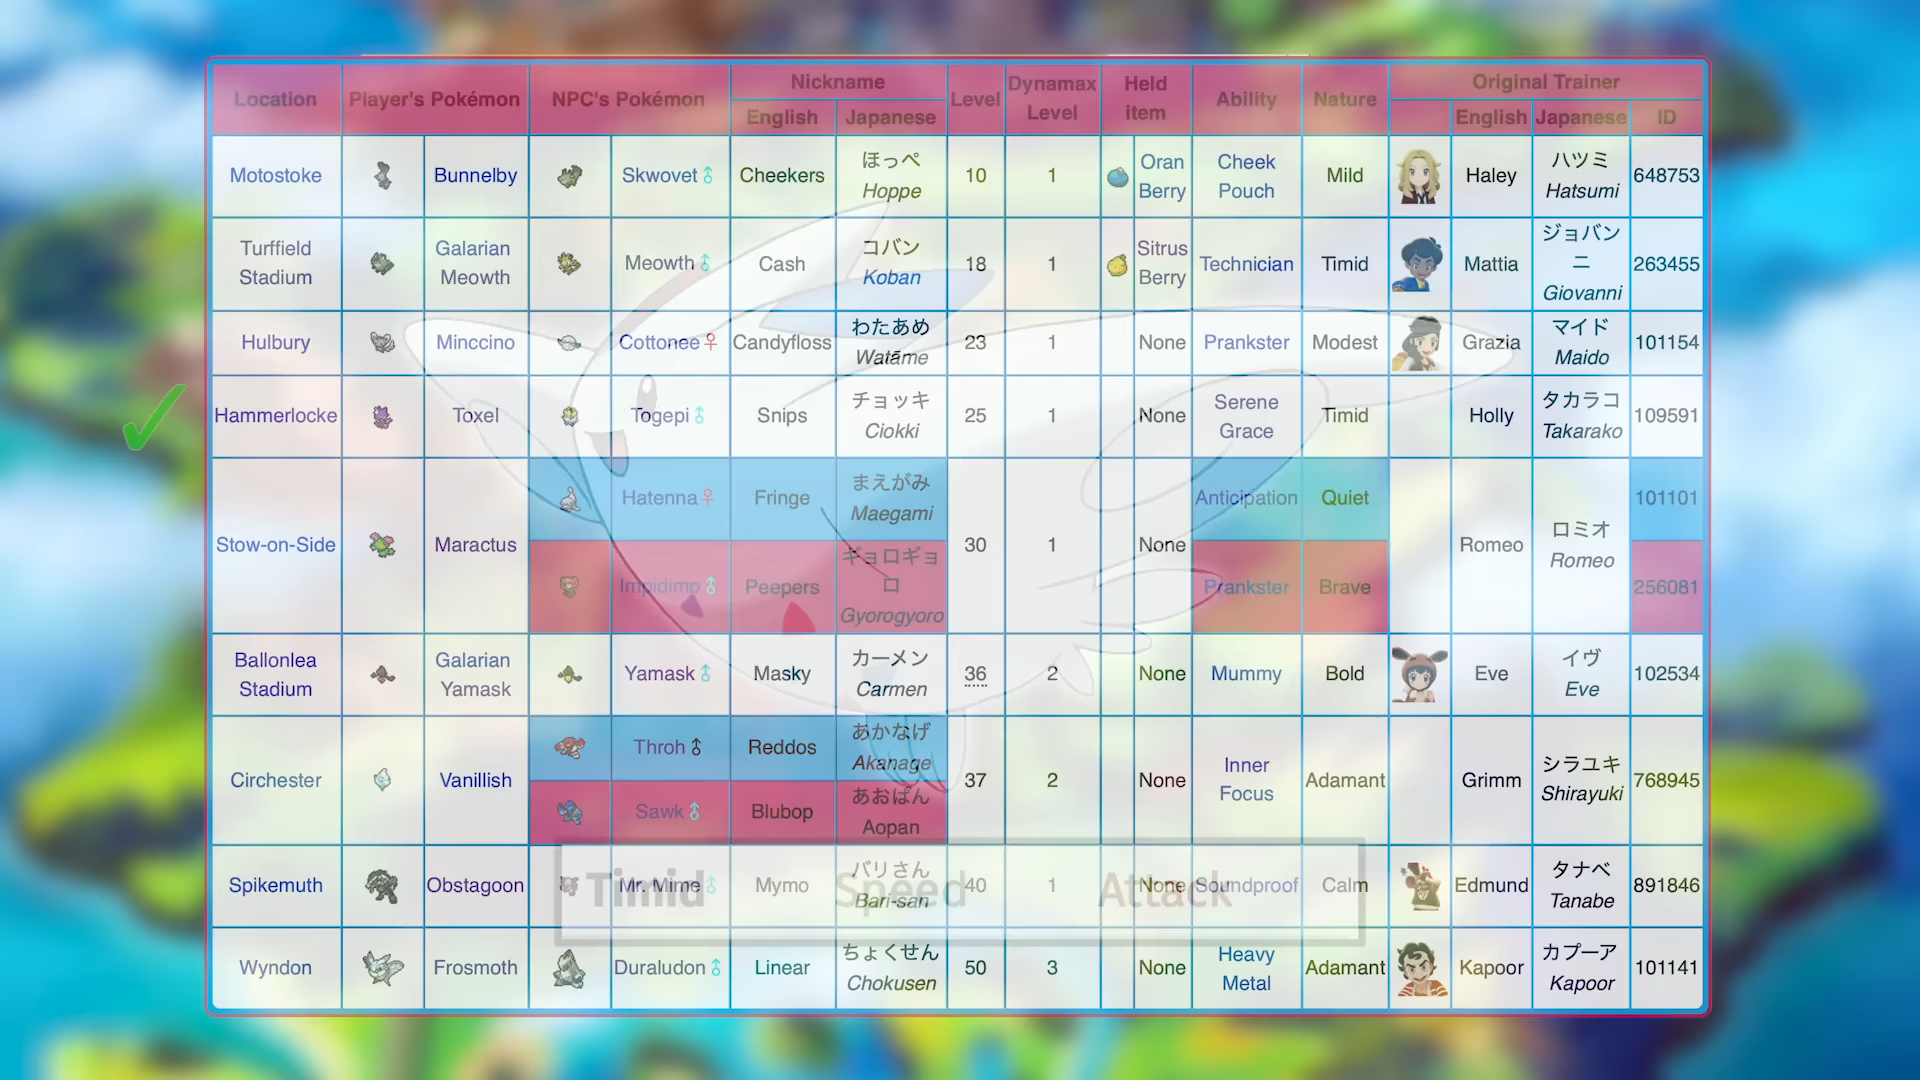 Location Player's Pokémon NPC's Pokémon Nickname Level Dynamax Level Held item Ability Nature Original Trainer
English Japanese English Japanese ID
Motostoke Bunnelby Skwovet♂ Cheekers ほっぺ Hoppe 10 1 Oran Berry Cheek Pouch Mild Haley ハツミ Hatsumi 648753
Turffield Stadium Galarian Meowth Meowth♂ Cash コバン Koban 18 1 Sitrus Berry Technician Timid Mattia ジョバンニ Giovanni 263455
Hulbury Minccino Cottonee♀ Candyfloss わたあめ Watāme 23 1 None Prankster Modest Grazia マイド Maido 101154
Hammerlocke Toxel Togepi♂ Snips チョッキ Ciokki 25 1 None Serene Grace Timid Holly タカラコ Takarako 109591
Stow-on-Side Maractus Hatenna♀ Fringe まえがみ Maegami 30 1 None Anticipation Quiet Romeo ロミオ Romeo 101101
Impidimp♂ Peepers ギョロギョロ Gyorogyoro Prankster Brave 256081
Ballonlea Stadium Galarian Yamask Yamask♂ Masky カーメン Carmen 36 2 None Mummy Bold Eve イヴ Eve 102534
Circhester Vanillish Throh♂ Reddos あかなげ Akanage 37 2 None Inner Focus Adamant Grimm シラユキ Shirayuki 768945
Sawk♂ Blubop あおぱん Aopan
Spikemuth Obstagoon Mr. Mime♂ Mymo バリさん Bari-san 40 1 None Soundproof Calm Edmund タナベ Tanabe 891846
Timid Speed Attack
Wyndon Frosmoth Duraludon♂ Linear ちょくせん Chokusen 50 3 None Heavy Metal Adamant Kapoor カプーア Kapoor 101141